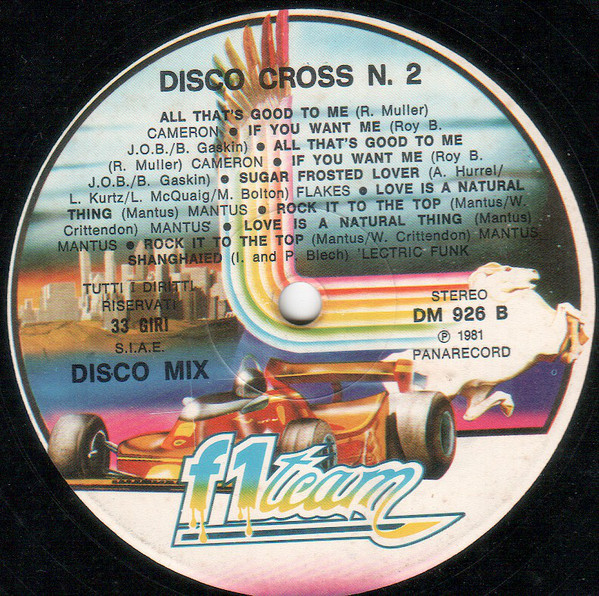 DISCO CROSS N. 2
ALL THAT'S GOOD TO ME (R. Muller)
CAMERON • IF YOU WANT ME (Roy B.
J.O.B./B. Gaskin) • ALL THAT'S GOOD TO ME
(R. Muller) CAMERON • IF YOU WANT ME (Roy B.
J.O.B./B. Gaskin) • SUGAR FROSTED LOVER (A. Hurrel/
L. Kurtz/L. McQuaig/M. Bolton) FLAKES • LOVE IS A NATURAL
THING (Mantus) MANTUS • ROCK IT TO THE TOP (Mantus/W.
Crittendon) MANTUS • LOVE IS A NATURAL THING (Mantus)
MANTUS • ROCK IT TO THE TOP (Mantus/W. Crittendon) MANTUS
SHANGHAIED (I. and P. Blech) 'LECTRIC FUNK
TUTTI I DIRITTI
RISERVATI
33 GIRI
S.I.A.E.
DISCO MIX
STEREO
DM 926 B
℗ 1981
PANARECORD
f1team